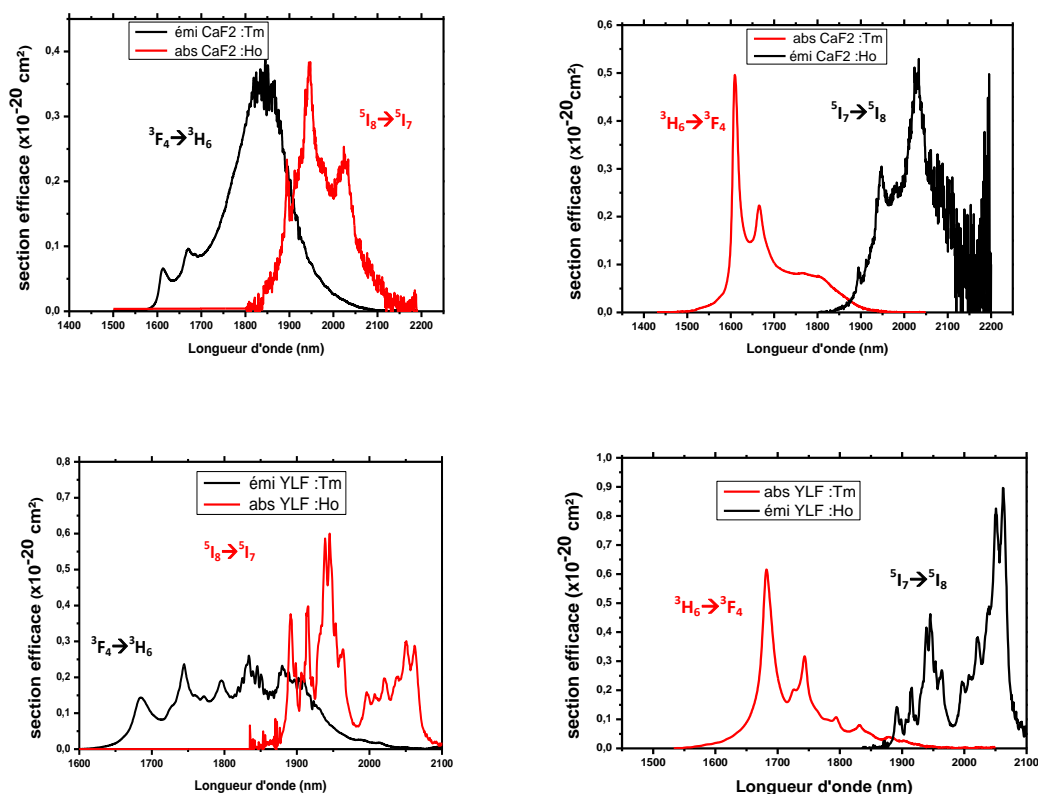 émi CaF2 :Tm
abs CaF2 :Ho
³F₄→³H₆
⁵I₈→⁵I₇
section efficace (x10⁻²⁰ cm²)
0,4
0,3
0,2
0,1
0,0
1400 1500 1600 1700 1800 1900 2000 2100 2200
Longueur d'onde (nm)
abs CaF2 :Tm
émi CaF2 :Ho
³H₆→³F₄
⁵I₇→⁵I₈
section efficace (x10⁻²⁰ cm²)
0,6
0,5
0,4
0,3
0,2
0,1
0,0
1400 1500 1600 1700 1800 1900 2000 2100 2200
Longueur d'onde (nm)
émi YLF :Tm
abs YLF :Ho
⁵I₈→⁵I₇
³F₄→³H₆
section efficace (x10⁻²⁰ cm²)
0,8
0,7
0,6
0,5
0,4
0,3
0,2
0,1
0,0
1600 1700 1800 1900 2000 2100
Longueur d'onde (nm)
abs YLF :Tm
émi YLF :Ho
⁵I₇→⁵I₈
³H₆→³F₄
section efficace (x10⁻²⁰ cm²)
1,0
0,9
0,8
0,7
0,6
0,5
0,4
0,3
0,2
0,1
0,0
1500 1600 1700 1800 1900 2000 2100
Longueur d'onde (nm)